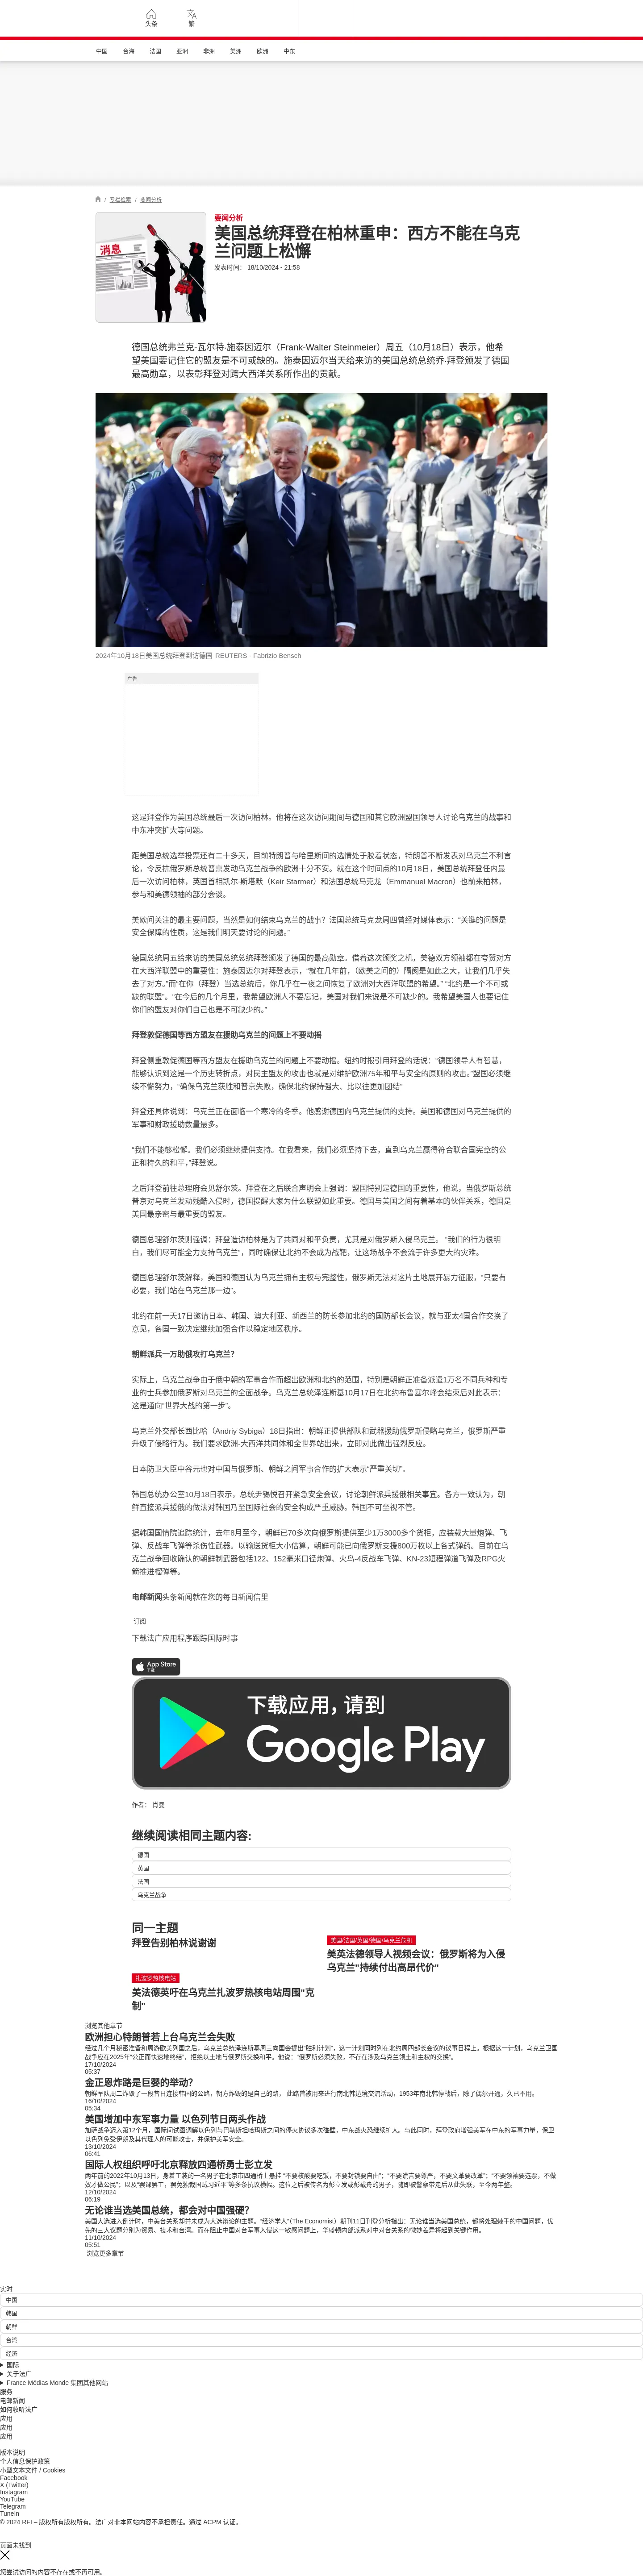 头条
繁
中国 台海 法国 亚洲 非洲 美洲 欧洲 中东
/ 专栏检索 / 要闻分析
消息
要闻分析
美国总统拜登在柏林重申：西方不能在乌克
兰问题上松懈
发表时间： 18/10/2024 - 21:58
德国总统弗兰克-瓦尔特·施泰因迈尔（Frank-Walter Steinmeier）周五（10月18日）表示，他希
望美国要记住它的盟友是不可或缺的。施泰因迈尔当天给来访的美国总统总统乔·拜登颁发了德国
最高勋章，以表彰拜登对跨大西洋关系所作出的贡献。
2024年10月18日美国总统拜登到访德国 REUTERS - Fabrizio Bensch
广告
这是拜登作为美国总统最后一次访问柏林。他将在这次访问期间与德国和其它欧洲盟国领导人讨论乌克兰的战事和
中东冲突扩大等问题。
距美国总统选举投票还有二十多天，目前特朗普与哈里斯间的选情处于胶着状态，特朗普不断发表对乌克兰不利言
论，令反抗俄罗斯总统普京发动乌克兰战争的欧洲十分不安。就在这个时间点的10月18日，美国总统拜登任内最
后一次访问柏林，英国首相凯尔·斯塔默（Keir Starmer）和法国总统马克龙（Emmanuel Macron）也前来柏林，
参与和美德领袖的部分会谈。
美欧间关注的最主要问题，当然是如何结束乌克兰的战事？法国总统马克龙周四曾经对媒体表示：“关键的问题是
安全保障的性质，这是我们明天要讨论的问题。”
德国总统周五给来访的美国总统总统拜登颁发了德国的最高勋章。借着这次颁奖之机，美德双方领袖都在夸赞对方
在大西洋联盟中的重要性：施泰因迈尔对拜登表示，“就在几年前，（欧美之间的）隔阂是如此之大，让我们几乎失
去了对方。”而“在你（拜登）当选总统后，你几乎在一夜之间恢复了欧洲对大西洋联盟的希望。” “北约是一个不可或
缺的联盟”。“在今后的几个月里，我希望欧洲人不要忘记，美国对我们来说是不可缺少的。我希望美国人也要记住
你们的盟友对你们自己也是不可缺少的。”
拜登敦促德国等西方盟友在援助乌克兰的问题上不要动摇
拜登侧重敦促德国等西方盟友在援助乌克兰的问题上不要动摇。纽约时报引用拜登的话说：“德国领导人有智慧，
能够认识到这是一个历史转折点，对民主盟友的攻击也就是对维护欧洲75年和平与安全的原则的攻击。”盟国必须继
续不懈努力，“确保乌克兰获胜和普京失败，确保北约保持强大、比以往更加团结”
拜登还具体说到：乌克兰正在面临一个寒冷的冬季。他感谢德国向乌克兰提供的支持。美国和德国对乌克兰提供的
军事和财政援助数量最多。
“我们不能够松懈。我们必须继续提供支持。在我看来，我们必须坚持下去，直到乌克兰赢得符合联合国宪章的公
正和持久的和平，”拜登说。
之后拜登前往总理府会见舒尔茨。拜登在之后联合声明会上强调：盟国特别是德国的重要性，他说，当俄罗斯总统
普京对乌克兰发动残酷入侵时，德国提醒大家为什么联盟如此重要。德国与美国之间有着基本的伙伴关系，德国是
美国最亲密与最重要的盟友。
德国总理舒尔茨则强调：拜登造访柏林是为了共同对和平负责，尤其是对俄罗斯入侵乌克兰。 “我们的行为很明
白，我们尽可能全力支持乌克兰”，同时确保让北约不会成为战靶，让这场战争不会流于许多更大的灾难。
德国总理舒尔茨解释，美国和德国认为乌克兰拥有主权与完整性，俄罗斯无法对这片土地展开暴力征服，“只要有
必要，我们站在乌克兰那一边”。
北约在前一天17日邀请日本、韩国、澳大利亚、新西兰的防长参加北约的国防部长会议，就与亚太4国合作交换了
意见，各国一致决定继续加强合作以稳定地区秩序。
朝鲜派兵一万助俄攻打乌克兰？
实际上，乌克兰战争由于俄中朝的军事合作而超出欧洲和北约的范围，特别是朝鲜正准备派遣1万名不同兵种和专
业的士兵参加俄罗斯对乌克兰的全面战争。乌克兰总统泽连斯基10月17日在北约布鲁塞尔峰会结束后对此表示：
这是通向“世界大战的第一步”。
乌克兰外交部长西比哈（Andriy Sybiga）18日指出：朝鲜正提供部队和武器援助俄罗斯侵略乌克兰，俄罗斯严重
升级了侵略行为。我们要求欧洲-大西洋共同体和全世界站出来，立即对此做出强烈反应。
日本防卫大臣中谷元也对中国与俄罗斯、朝鲜之间军事合作的扩大表示“严重关切”。
韩国总统办公室10月18日表示，总统尹锡悦召开紧急安全会议，讨论朝鲜派兵援俄相关事宜。各方一致认为，朝
鲜直接派兵援俄的做法对韩国乃至国际社会的安全构成严重威胁。韩国不可坐视不管。
据韩国国情院追踪统计，去年8月至今，朝鲜已70多次向俄罗斯提供至少1万3000多个货柜，应装载大量炮弹、飞
弹、反战车飞弹等杀伤性武器。以输送货柜大小估算，朝鲜可能已向俄罗斯支援800万枚以上各式弹药。目前在乌
克兰战争回收确认的朝鲜制武器包括122、152毫米口径炮弹、火鸟-4反战车飞弹、KN-23短程弹道飞弹及RPG火
箭推进榴弹等。
电邮新闻头条新闻就在您的每日新闻信里
订阅
下载法广应用程序跟踪国际时事
App Store
下载
下载应用，请到
Google Play
作者： 肖曼
继续阅读相同主题内容:
德国
英国
法国
乌克兰战争
同一主题
拜登告别柏林说谢谢
美国/法国/英国/德国/乌克兰危机
美英法德领导人视频会议：俄罗斯将为入侵
乌克兰"持续付出高昂代价"
扎波罗热核电站
美法德英吁在乌克兰扎波罗热核电站周围"克
制"
浏览其他章节
欧洲担心特朗普若上台乌克兰会失败
经过几个月秘密准备和周游欧美列国之后，乌克兰总统泽连斯基周三向国会提出“胜利计划”，这一计划同时列在北约周四部长会议的议事日程上。根据这一计划，乌克兰卫国
战争应在2025年“公正而快速地终结”，拒绝以土地与俄罗斯交换和平。他说：“俄罗斯必须失败，不存在涉及乌克兰领土和主权的交换”。
17/10/2024
05:37
金正恩炸路是巨婴的举动？
朝鲜军队周二炸毁了一段昔日连接韩国的公路，朝方炸毁的是自己的路， 此路曾被用来进行南北韩边境交流活动，1953年南北韩停战后，除了偶尔开通，久已不用。
16/10/2024
05:34
美国增加中东军事力量 以色列节日两头作战
加萨战争迈入第12个月，国际间试图调解以色列与巴勒斯坦哈玛斯之间的停火协议多次碰壁，中东战火恐继续扩大。与此同时，拜登政府增强美军在中东的军事力量，保卫
以色列免受伊朗及其代理人的可能攻击，并保护美军安全。
13/10/2024
06:41
国际人权组织呼吁北京释放四通桥勇士彭立发
两年前的2022年10月13日，身着工装的一名男子在北京市四通桥上悬挂 “不要核酸要吃饭，不要封锁要自由”；“不要谎言要尊严，不要文革要改革”；“不要领袖要选票，不做
奴才做公民”；以及“罢课罢工，罢免独裁国贼习近平”等多条抗议横幅。这位之后被传名为彭立发或彭载舟的男子，随即被警察带走后从此失联，至今两年整。
12/10/2024
06:19
无论谁当选美国总统，都会对中国强硬？
美国大选进入倒计时，中美台关系却并未成为大选辩论的主题。“经济学人”（The Economist）期刊11日刊登分析指出：无论谁当选美国总统，都将处理棘手的中国问题，优
先的三大议题分别为贸易、技术和台湾。而在阻止中国对台军事入侵这一敏感问题上，华盛顿内部派系对中对台关系的微妙差异将起到关键作用。
11/10/2024
05:51
浏览更多章节
实时
中国
韩国
朝鲜
台湾
经济
国际
关于法广
France Médias Monde 集团其他网站
服务
电邮新闻
如何收听法广
应用
应用
应用
版本说明
个人信息保护政策
小型文本文件 / Cookies
Facebook
X (Twitter)
Instagram
YouTube
Telegram
TuneIn
© 2024 RFI – 版权所有版权所有。法广对非本网站内容不承担责任。通过 ACPM 认证。
页面未找到
您尝试访问的内容不存在或不再可用。